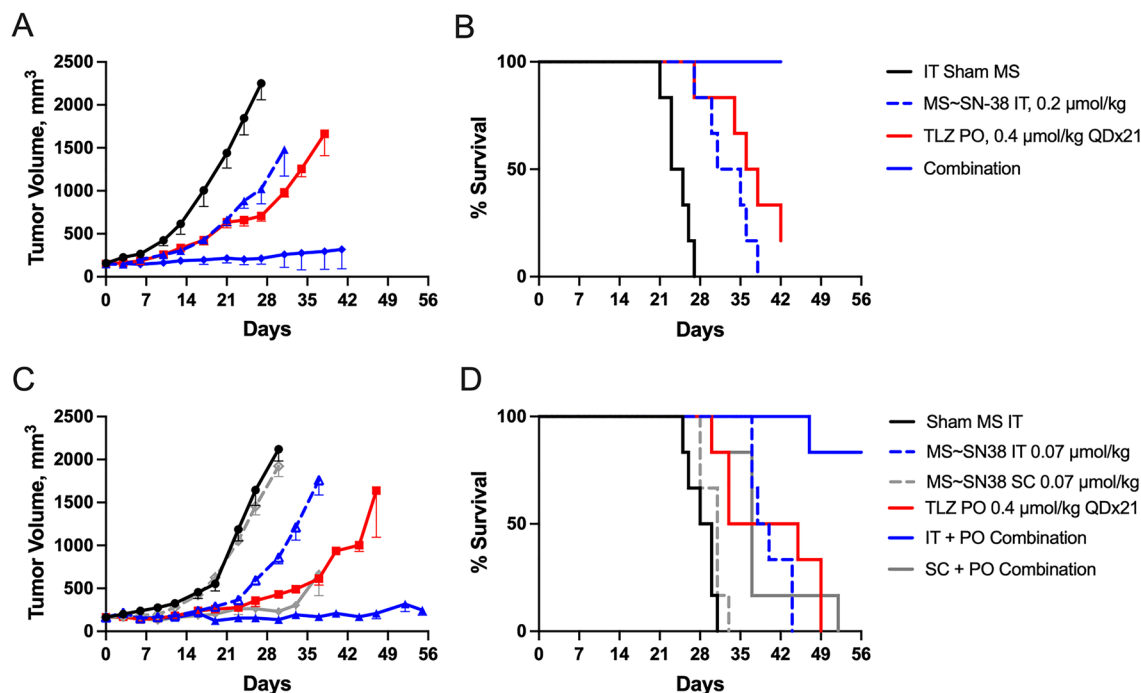 A
Tumor Volume, mm³
2500
2000
1500
1000
500
0
0 7 14 21 28 35 42 49 56
Days
B
% Survival
100
50
0
0 7 14 21 28 35 42 49 56
Days
IT Sham MS
MS~SN-38 IT, 0.2 µmol/kg
TLZ PO, 0.4 µmol/kg QDx21
Combination
C
Tumor Volume, mm³
2500
2000
1500
1000
500
0
0 7 14 21 28 35 42 49 56
Days
D
% Survival
100
50
0
0 7 14 21 28 35 42 49 56
Days
Sham MS IT
MS~SN38 IT 0.07 µmol/kg
MS~SN38 SC 0.07 µmol/kg
TLZ PO 0.4 µmol/kg QDx21
IT + PO Combination
SC + PO Combination